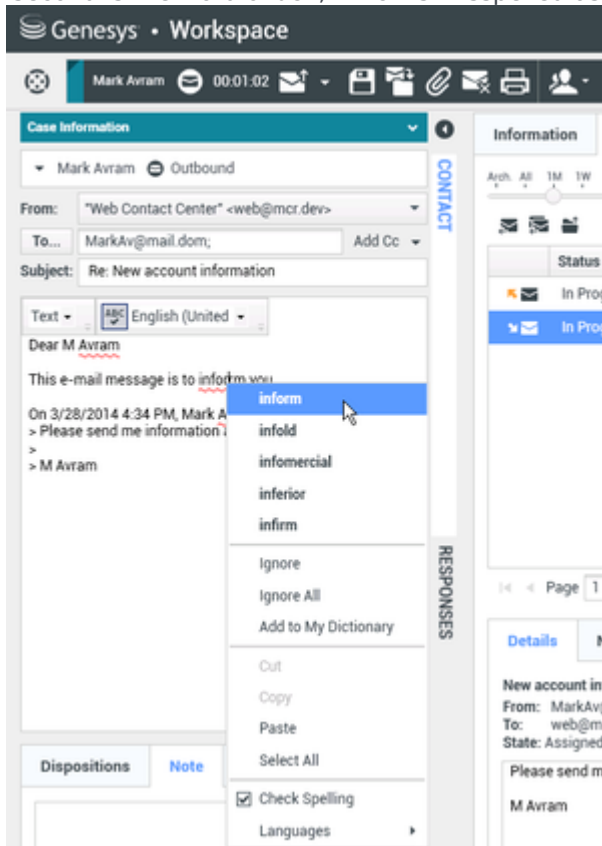 Genesys • Workspace
Mark Avram 00:01:02
Case Information
Mark Avram Outbound
From: "Web Contact Center" <web@mcr.dev>
To... MarkAv@mail.dom; Add Cc
Subject: Re: New account information
Text ABC English (United
Dear M Avram
This e-mail message is to you
On 3/28/2014 4:34 PM, Mark A
> Please send me information
>
> M Avram
inform
infold
infomercial
inferior
infirm
Ignore
Ignore All
Add to My Dictionary
Cut
Copy
Paste
Select All
Check Spelling
Languages
Dispositions Note
CONTACT
RESPONSES
Information
Arch. All 1M 1W
Status
In Prog
In Prog
Page 1
Details
New account in
From: MarkAv
To: web@m
State: Assigned
Please send m
M Avram